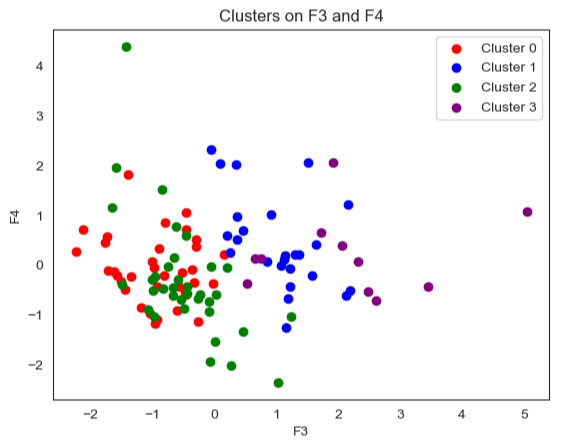 Clusters on F3 and F4
Cluster 0
Cluster 1
Cluster 2
Cluster 3
F4
4
3
2
1
0
−1
−2
−2 −1 0 1 2 3 4 5
F3